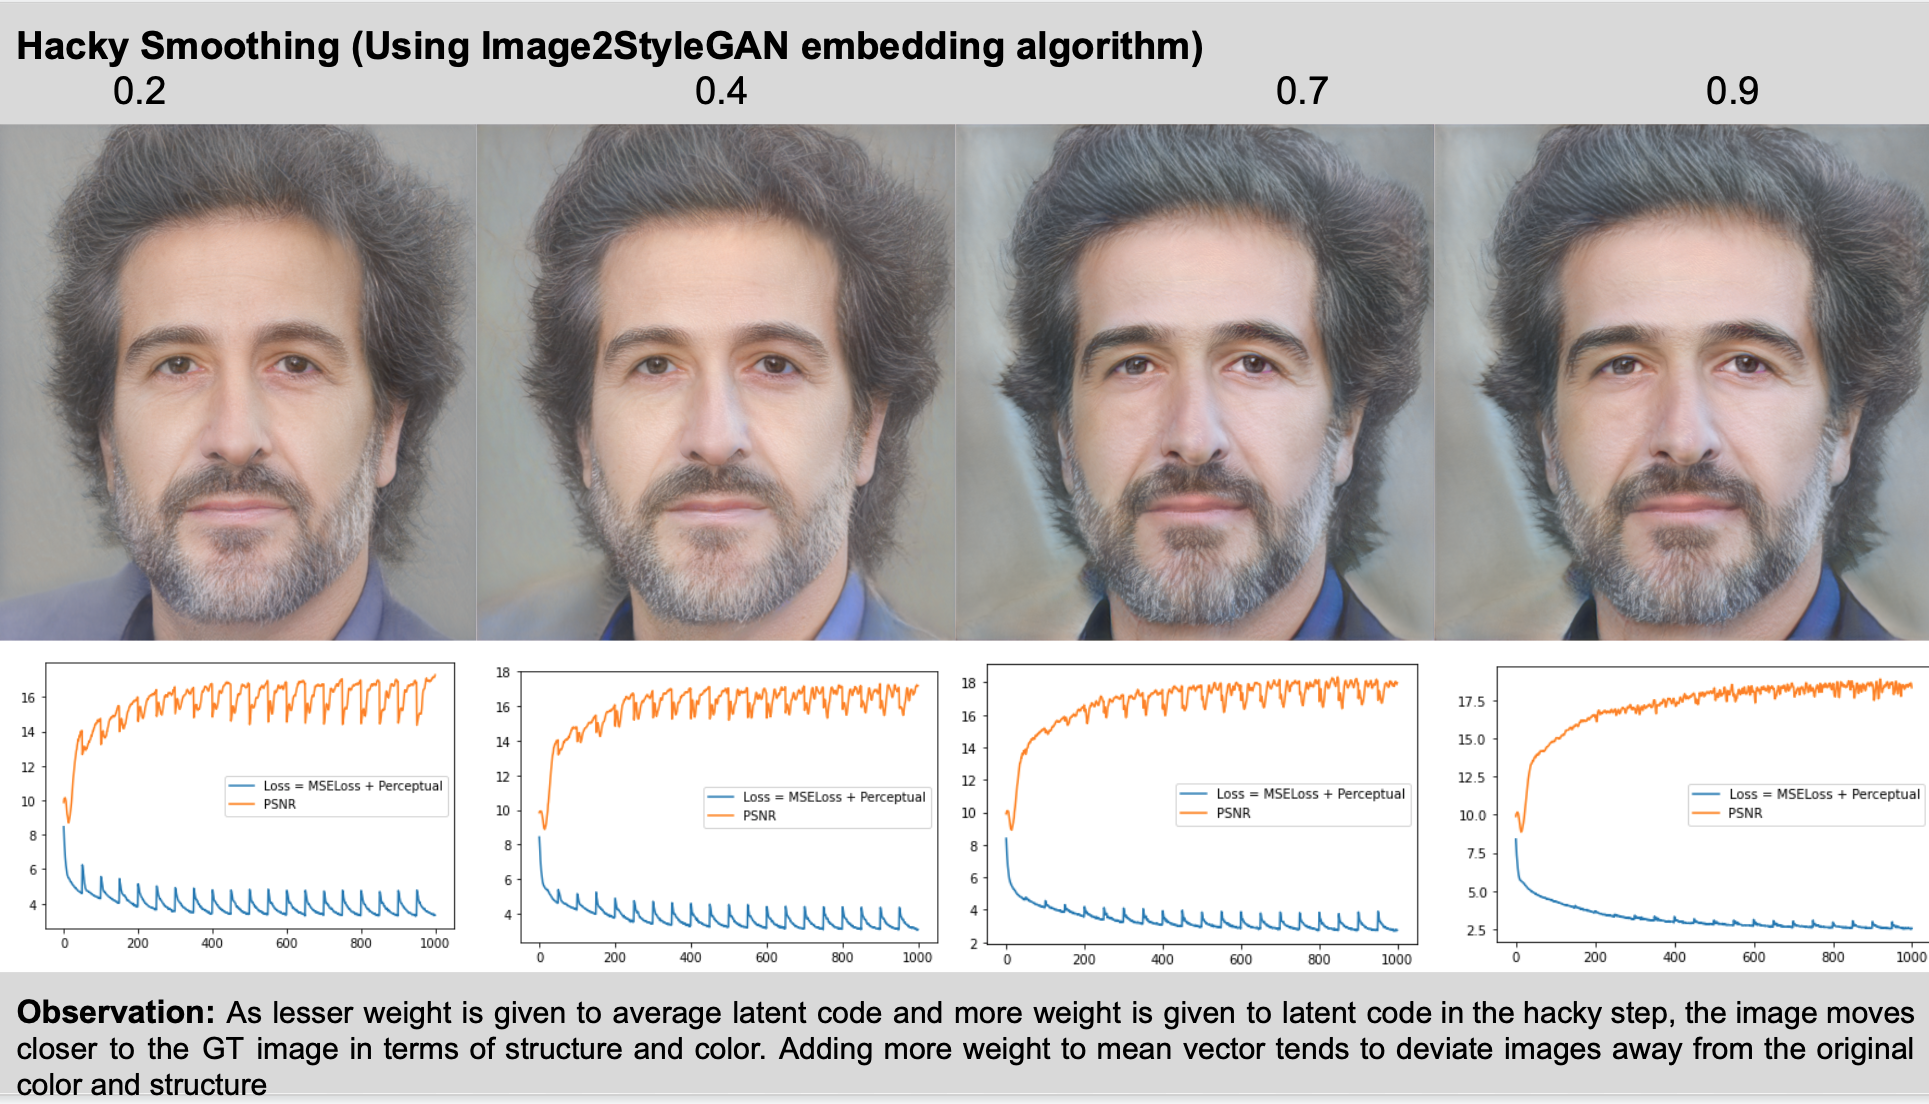 Hacky Smoothing (Using Image2StyleGAN embedding algorithm)
0.2 0.4 0.7 0.9
16
14
12
10
8
6
4
0 200 400 600 800 1000
Loss = MSELoss + Perceptual
PSNR
18
16
14
12
10
8
6
4
0 200 400 600 800 1000
Loss = MSELoss + Perceptual
PSNR
18
16
14
12
10
8
6
4
2
0 200 400 600 800 1000
Loss = MSELoss + Perceptual
PSNR
17.5
15.0
12.5
10.0
7.5
5.0
2.5
0 200 400 600 800 1000
Loss = MSELoss + Perceptual
PSNR
Observation: As lesser weight is given to average latent code and more weight is given to latent code in the hacky step, the image moves
closer to the GT image in terms of structure and color. Adding more weight to mean vector tends to deviate images away from the original
color and structure